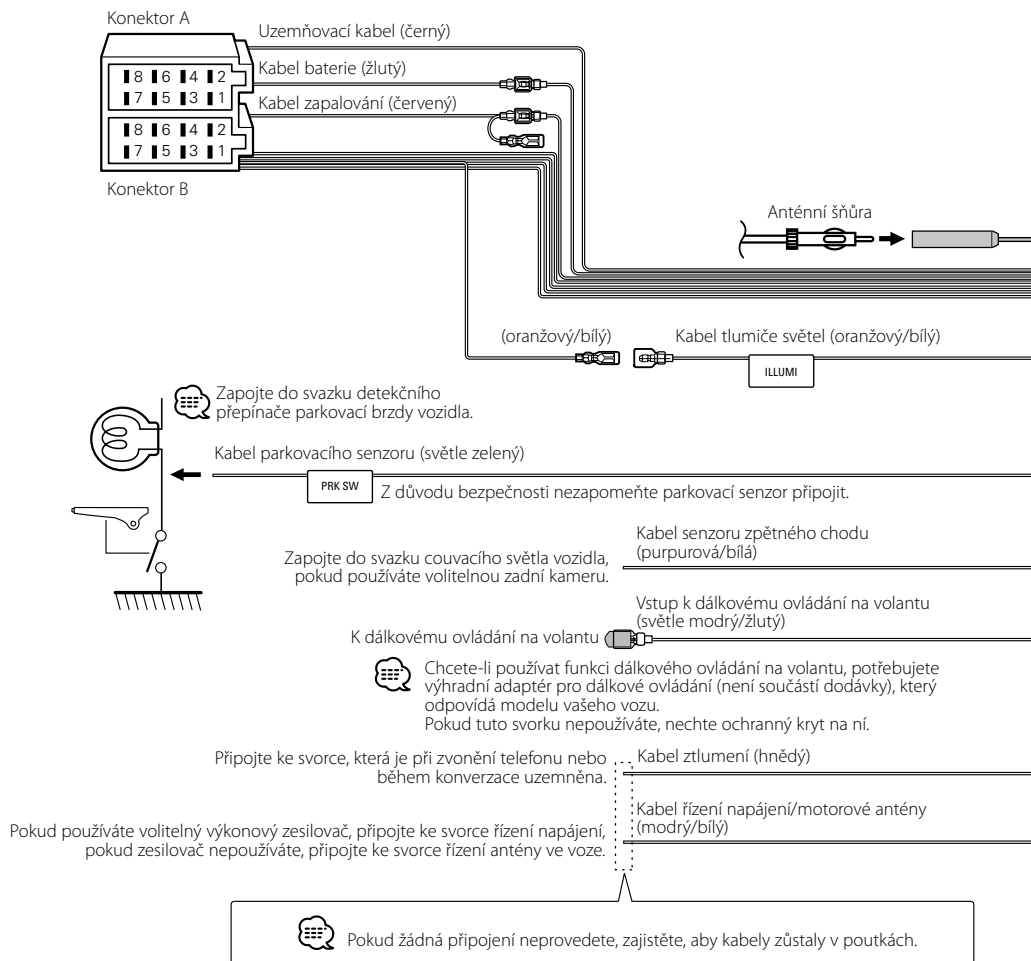 Konektor A
Uzemňovací kabel (černý)
Kabel baterie (žlutý)
8 6 4 2
7 5 3 1
Kabel zapalování (červený)
8 6 4 2
7 5 3 1
Konektor B
Anténní šňůra
(oranžový/bílý)
Kabel tlumiče světel (oranžový/bílý)
ILLUMI
Zapojte do svazku detekčního
přepínače parkovací brzdy vozidla.
Kabel parkovacího senzoru (světle zelený)
PRK SW
Z důvodu bezpečnosti nezapomeňte parkovací senzor připojit.
Kabel senzoru zpětného chodu
(purpurová/bílá)
Zapojte do svazku couvacího světla vozidla,
pokud používáte volitelnou zadní kameru.
Vstup k dálkovému ovládání na volantu
(světle modrý/žlutý)
K dálkovému ovládání na volantu
Chcete-li používat funkci dálkového ovládání na volantu, potřebujete
výhradní adaptér pro dálkové ovládání (není součástí dodávky), který
odpovídá modelu vašeho vozu.
Pokud tuto svorku nepoužíváte, nechte ochranný kryt na ní.
Připojte ke svorce, která je při zvonění telefonu nebo
během konverzace uzemněna.
Kabel ztlumení (hnědý)
Kabel řízení napájení/motorové antény
(modrý/bílý)
Pokud používáte volitelný výkonový zesilovač, připojte ke svorce řízení napájení,
pokud zesilovač nepoužíváte, připojte ke svorce řízení antény ve voze.
Pokud žádná připojení neprovedete, zajistěte, aby kabely zůstaly v poutkách.